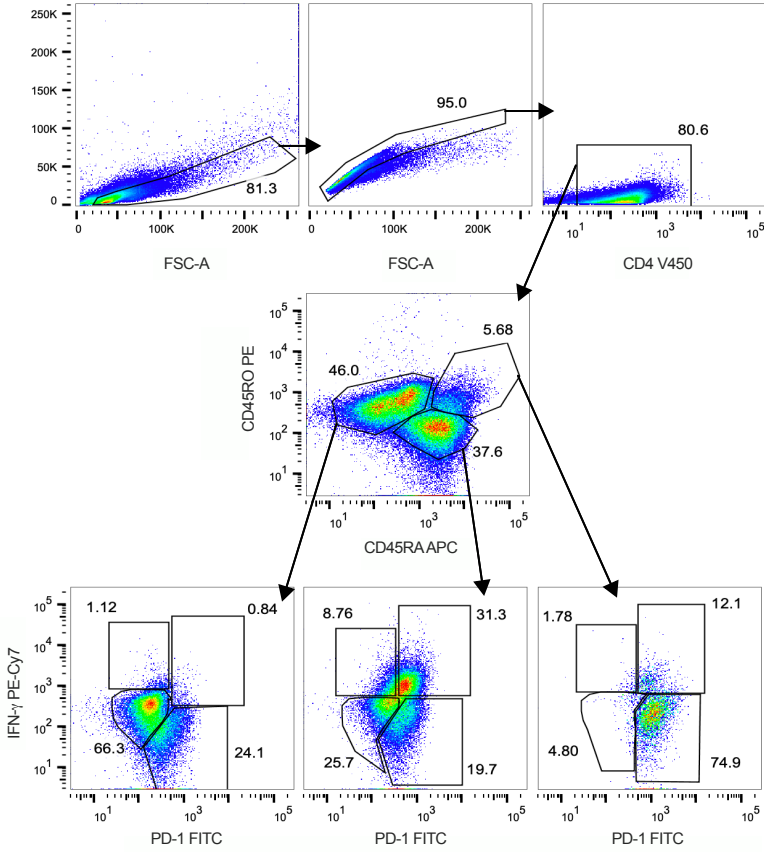 250K
200K
150K
100K
50K
0
81.3
0
100K
200K
FSC-A
95.0
0
100K
200K
FSC-A
80.6
10^1
10^3
10^5
CD4 V450
CD45RO PE
10^5
10^4
10^3
10^2
10^1
46.0
5.68
37.6
10^1
10^3
10^5
CD45RA APC
IFN-γ PE-Cy7
10^5
10^4
10^3
10^2
10^1
1.12
0.84
66.3
24.1
10^1
10^3
10^5
PD-1 FITC
8.76
31.3
25.7
19.7
10^1
10^3
10^5
PD-1 FITC
1.78
12.1
4.80
74.9
10^1
10^3
10^5
PD-1 FITC